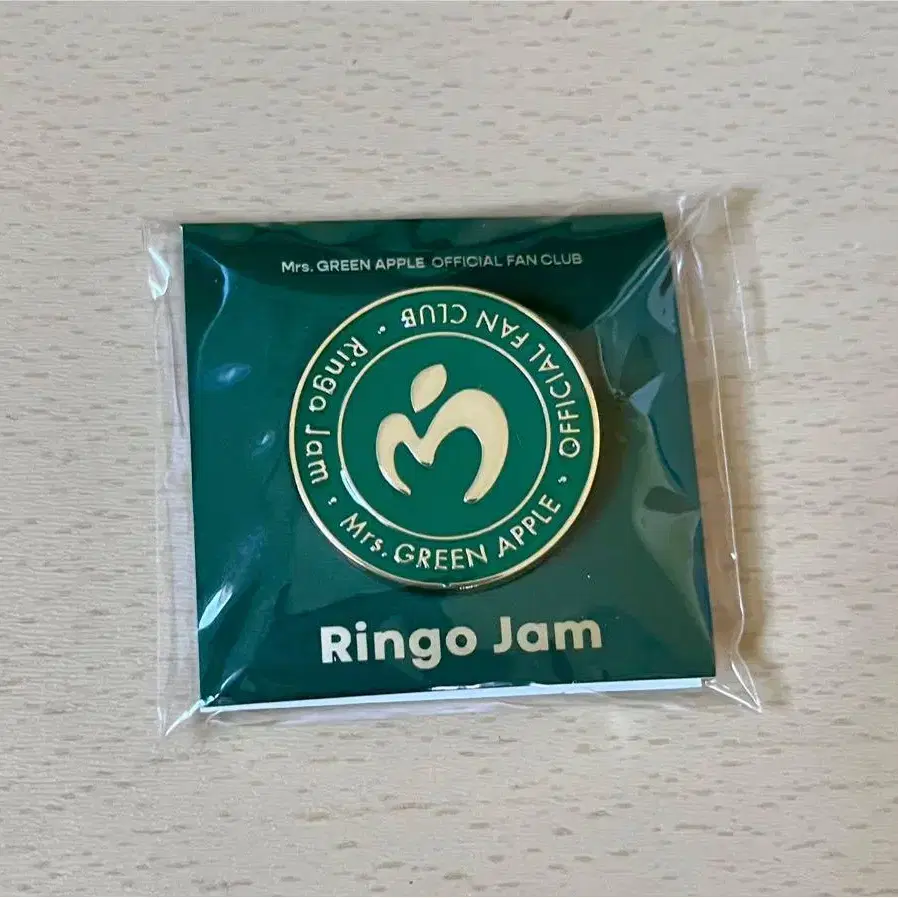 Mrs. GREEN APPLE OFFICIAL FAN CLUB
Mrs. GREEN APPLE • OFFICIAL FAN CLUB • Ringo Jam •
Ringo Jam